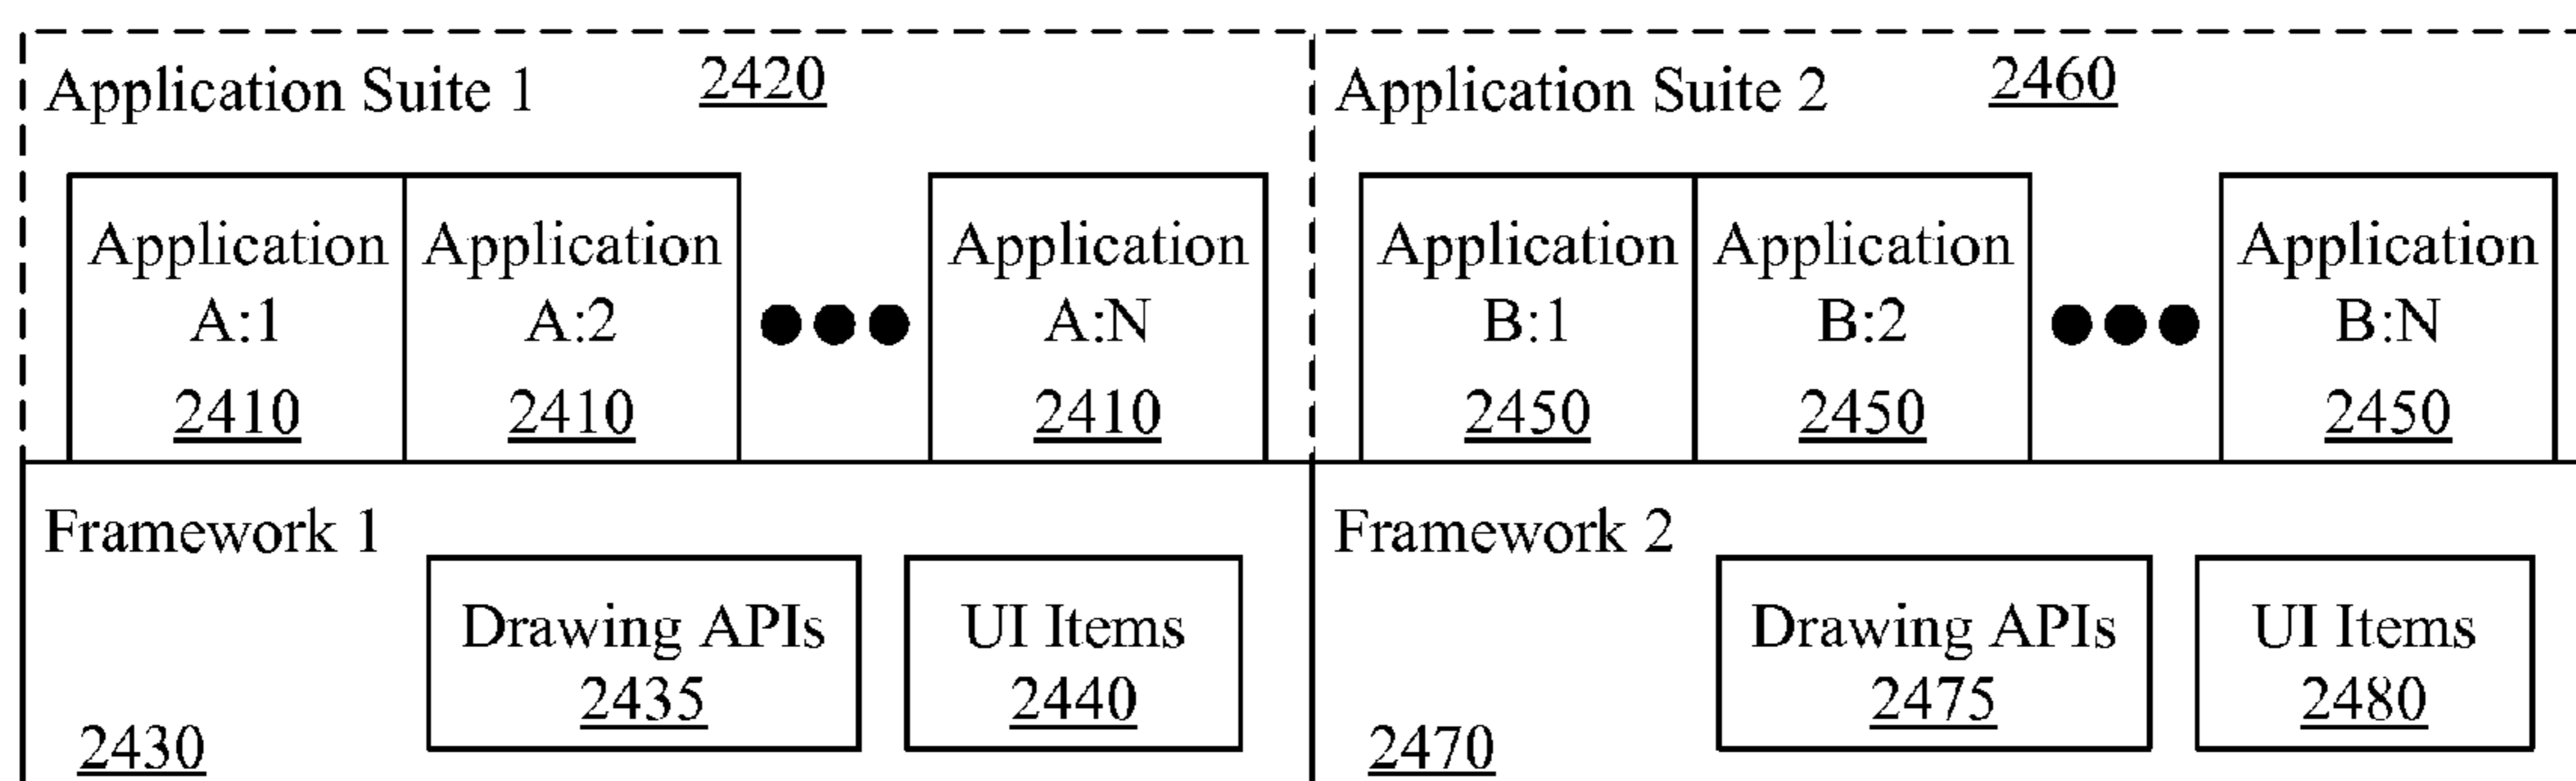 Application Suite 1 2420
Application
A:1
2410
Application
A:2
2410
Application
A:N
2410
Application Suite 2 2460
Application
B:1
2450
Application
B:2
2450
Application
B:N
2450
Framework 1
Drawing APIs
2435
UI Items
2440
2430
Framework 2
Drawing APIs
2475
UI Items
2480
2470